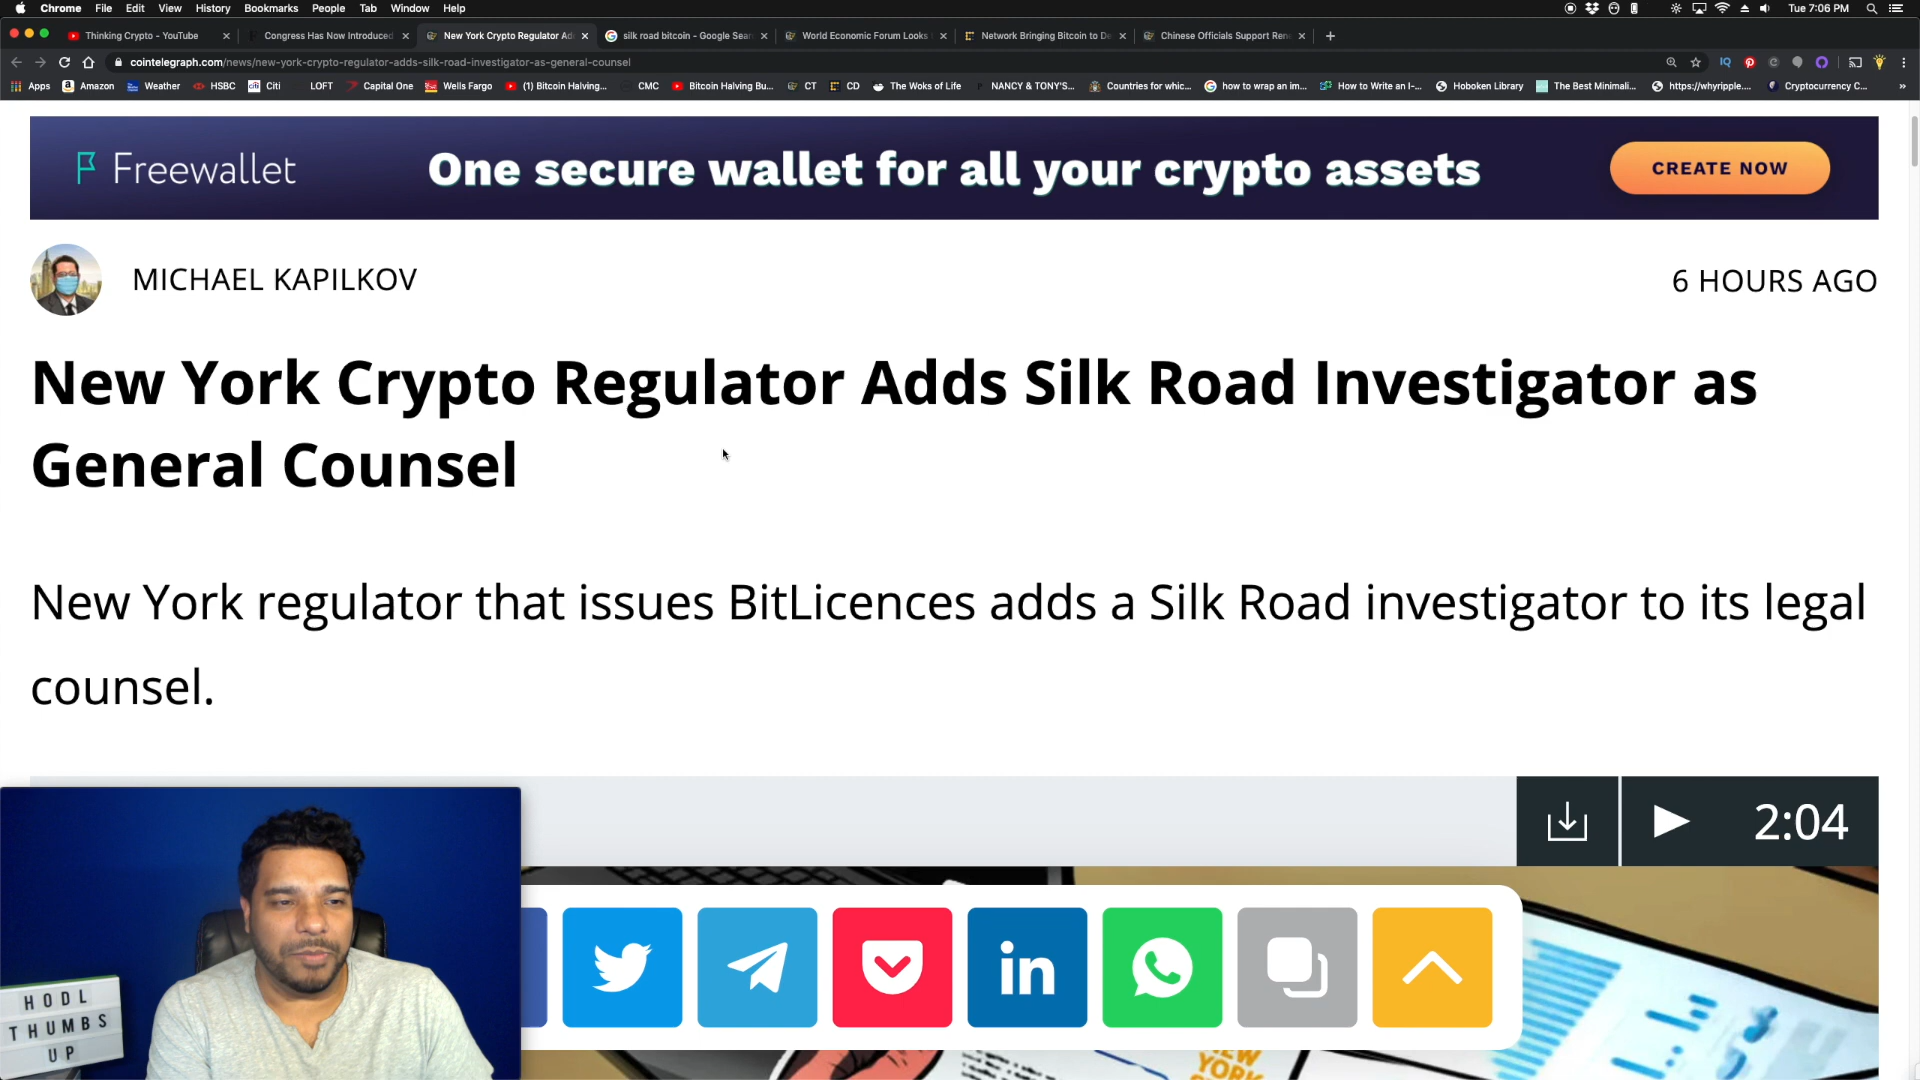 Chrome File Edit View History Bookmarks People Tab Window Help Tue 7:06 PM
Thinking Crypto - YouTube Congress Has Now Introduced New York Crypto Regulator Ad silk road bitcoin - Google Sear World Economic Forum Looks Network Bringing Bitcoin to De Chinese Officials Support Ren
cointelegraph.com/news/new-york-crypto-regulator-adds-silk-road-investigator-as-general-counsel
Apps Amazon Weather HSBC Citi LOFT Capital One Wells Fargo (1) Bitcoin Halving... CMC Bitcoin Halving Bu... CT CD The Woks of Life NANCY & TONY'S... Countries for whic... how to wrap an im... How to Write an I-... Hoboken Library The Best Minimali... https://whyripple.... Cryptocurrency C... »
Freewallet One secure wallet for all your crypto assets CREATE NOW
MICHAEL KAPILKOV 6 HOURS AGO
New York Crypto Regulator Adds Silk Road Investigator as
General Counsel
New York regulator that issues BitLicences adds a Silk Road investigator to its legal
counsel.
2:04
in
HODL
THUMBS
UP
YORK